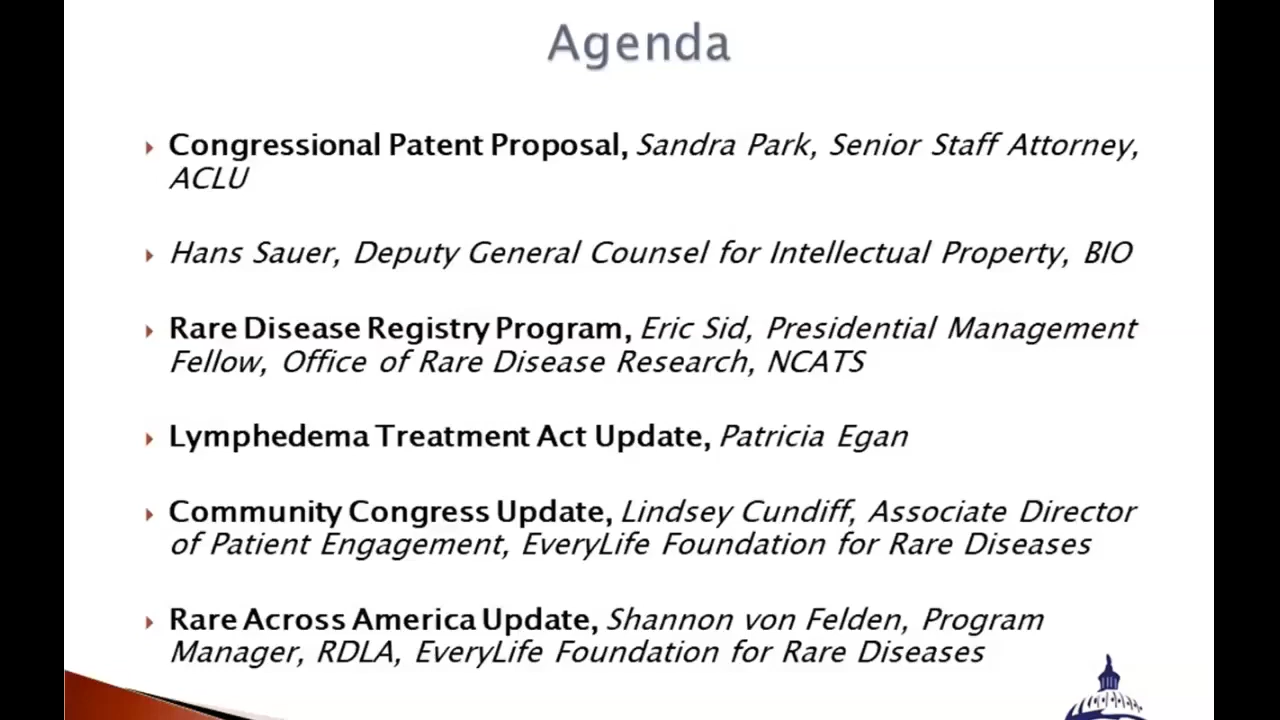 Agenda
Congressional Patent Proposal, Sandra Park, Senior Staff Attorney,
ACLU
Hans Sauer, Deputy General Counsel for Intellectual Property, BIO
Rare Disease Registry Program, Eric Sid, Presidential Management
Fellow, Office of Rare Disease Research, NCATS
Lymphedema Treatment Act Update, Patricia Egan
Community Congress Update, Lindsey Cundiff, Associate Director
of Patient Engagement, EveryLife Foundation for Rare Diseases
Rare Across America Update, Shannon von Felden, Program
Manager, RDLA, EveryLife Foundation for Rare Diseases